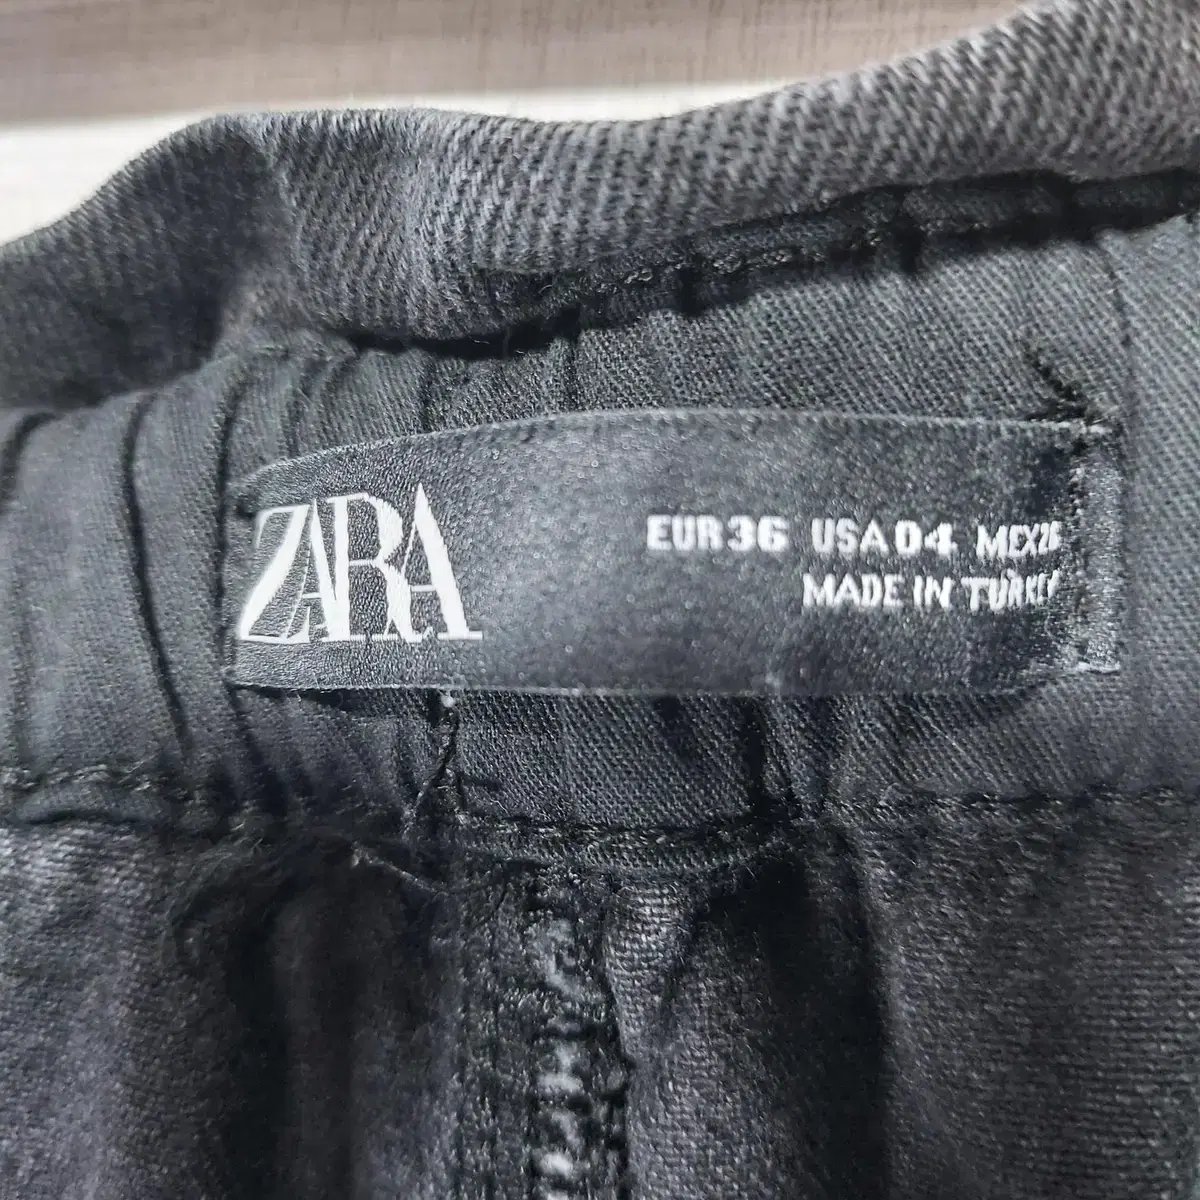 ZARA
EUR 36 USA 04 MEX 26
MADE IN TURKEY